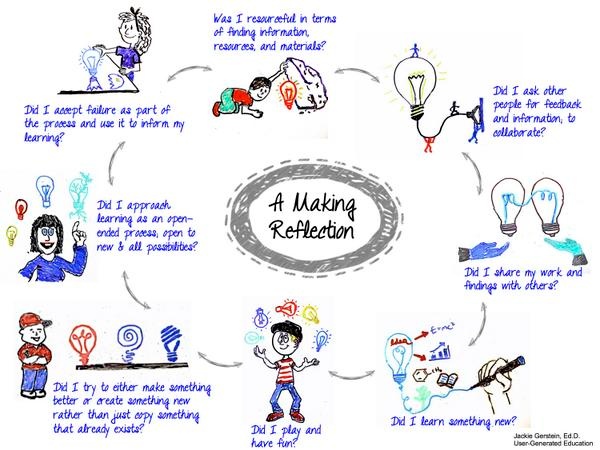 Was I resourceful in terms
of finding information,
resources, and materials?
Did I ask other
people for feedback
and information; to
collaborate?
Did I share my work and
findings with others?
E=mc²
Did I learn something new?
Did I play and
have fun?
Did I try to either make something
better or create something new
rather than just copy something
that already exists?
Did I approach
learning as an open-
ended process, open to
new & all possibilities?
Did I accept failure as part of
the process and use it to inform my
learning?
A Making
Reflection
Jackie Gerstein, Ed.D.
User-Generated Education